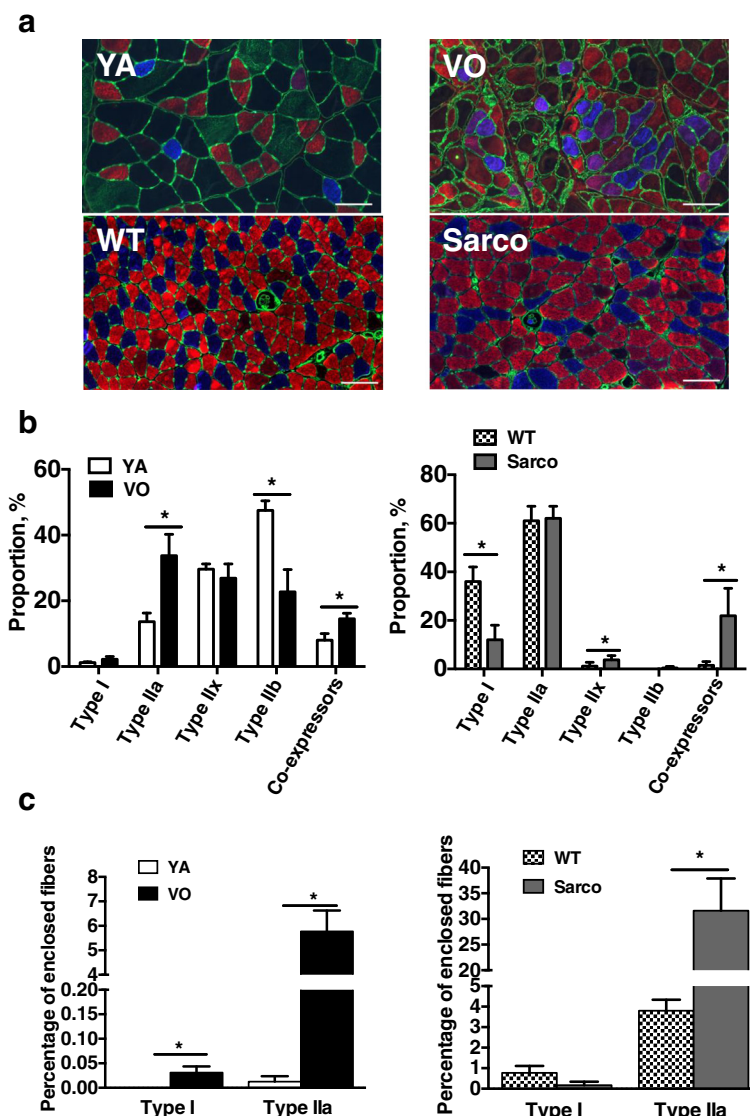 a
YA
VO
WT
Sarco
b
YA
VO
Proportion, %
60
40
20
0
*
*
*
Type I
Type IIa
Type IIx
Type IIb
Co-expressors
WT
Sarco
Proportion, %
80
60
40
20
0
*
*
*
Type I
Type IIa
Type IIx
Type IIb
Co-expressors
c
YA
VO
Percentage of enclosed fibers
8
7
6
5
4
0.20
0.15
0.10
0.05
0.00
*
*
Type I
Type IIa
WT
Sarco
Percentage of enclosed fibers
40
35
30
25
20
5
4
3
2
1
0
*
Type I
Type IIa